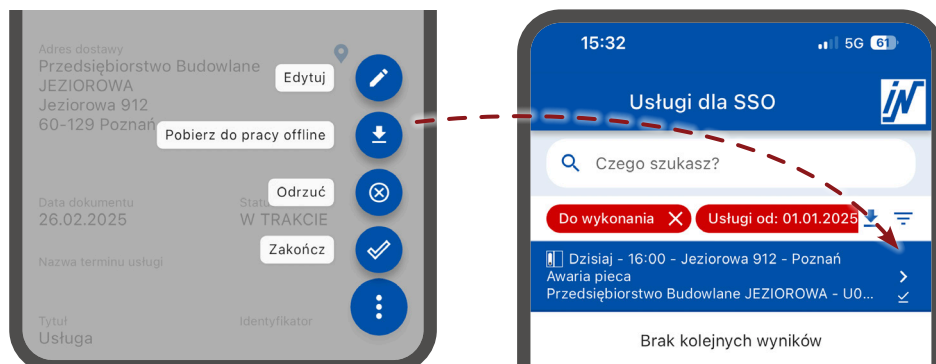 Adres dostawy
Przedsiębiorstwo Budowlane
JEZIOROWA
Jeziorowa 912
60-129 Poznań
Edytuj
Pobierz do pracy offline
Odrzuć
Data dokumentu
26.02.2025
Statu
W TRAKCIE
Zakończ
Nazwa terminu usługi
Tytuł
Usługa
Identyfikator
15:32
5G 61
Usługi dla SSO
iN
Czego szukasz?
Do wykonania
Usługi od: 01.01.2025
Dzisiaj - 16:00 - Jeziorowa 912 - Poznań
Awaria pieca
Przedsiębiorstwo Budowlane JEZIOROWA - U0...
Brak kolejnych wyników